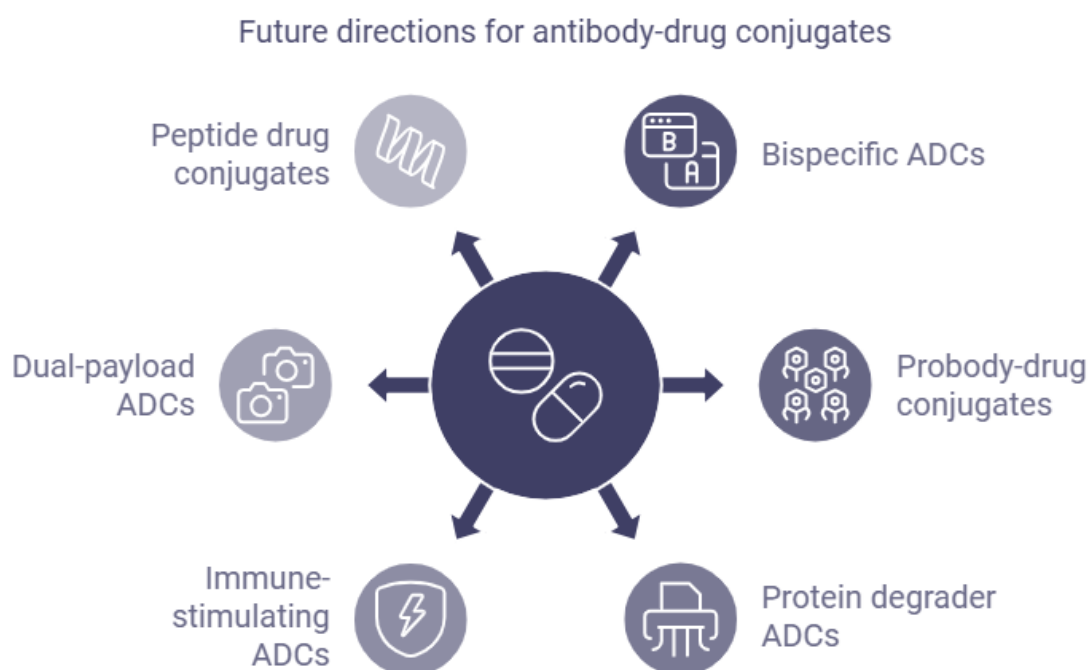 Future directions for antibody-drug conjugates
Peptide drug
conjugates
B
A
Bispecific ADCs
Dual-payload
ADCs
Probody-drug
conjugates
Immune-
stimulating
ADCs
Protein degrader
ADCs